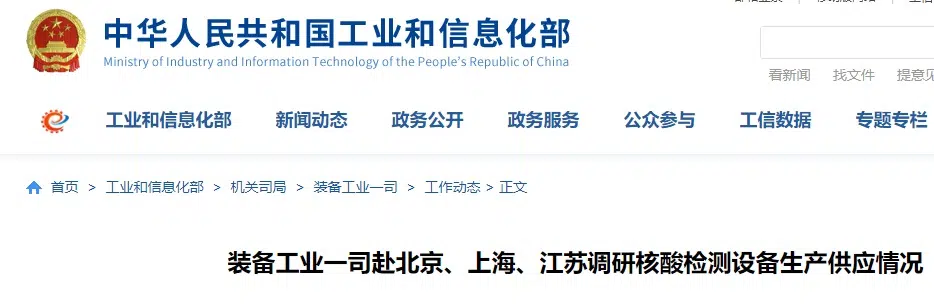 中华人民共和国工业和信息化部
Ministry of Industry and Information Technology of the People's Republic of China
看新闻 找文件 提意见
工业和信息化部 新闻动态 政务公开 政务服务 公众参与 工信数据 专题专栏
首页 > 工业和信息化部 > 机关司局 > 装备工业一司 > 工作动态 > 正文
装备工业一司赴北京、上海、江苏调研核酸检测设备生产供应情况